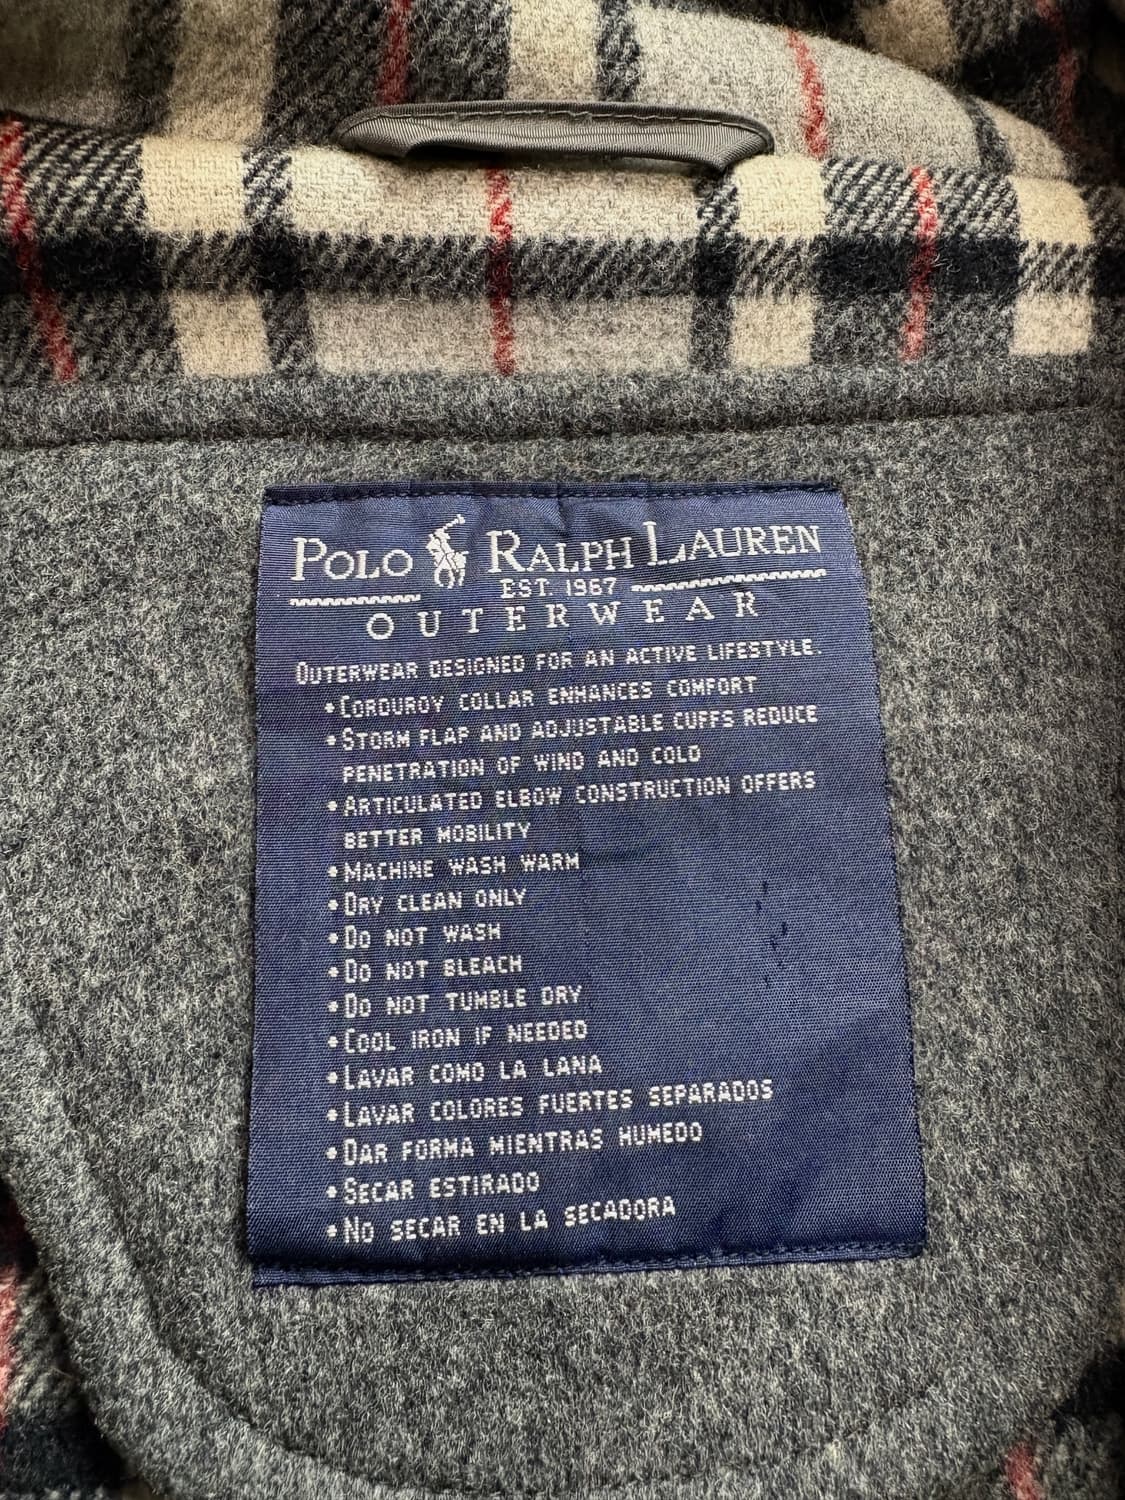 POLO RALPH LAUREN
EST. 1967
OUTERWEAR
OUTERWEAR DESIGNED FOR AN ACTIVE LIFESTYLE.
•CORDUROY COLLAR ENHANCES COMFORT
•STORM FLAP AND ADJUSTABLE CUFFS REDUCE
PENETRATION OF WIND AND COLD
•ARTICULATED ELBOW CONSTRUCTION OFFERS
BETTER MOBILITY
•MACHINE WASH WARM
•DRY CLEAN ONLY
•DO NOT WASH
•DO NOT BLEACH
•DO NOT TUMBLE DRY
•COOL IRON IF NEEDED
•LAVAR COMO LA LANA
•LAVAR COLORES FUERTES SEPARADOS
•DAR FORMA MIENTRAS HUMEDO
•SECAR ESTIRADO
•NO SECAR EN LA SECADORA